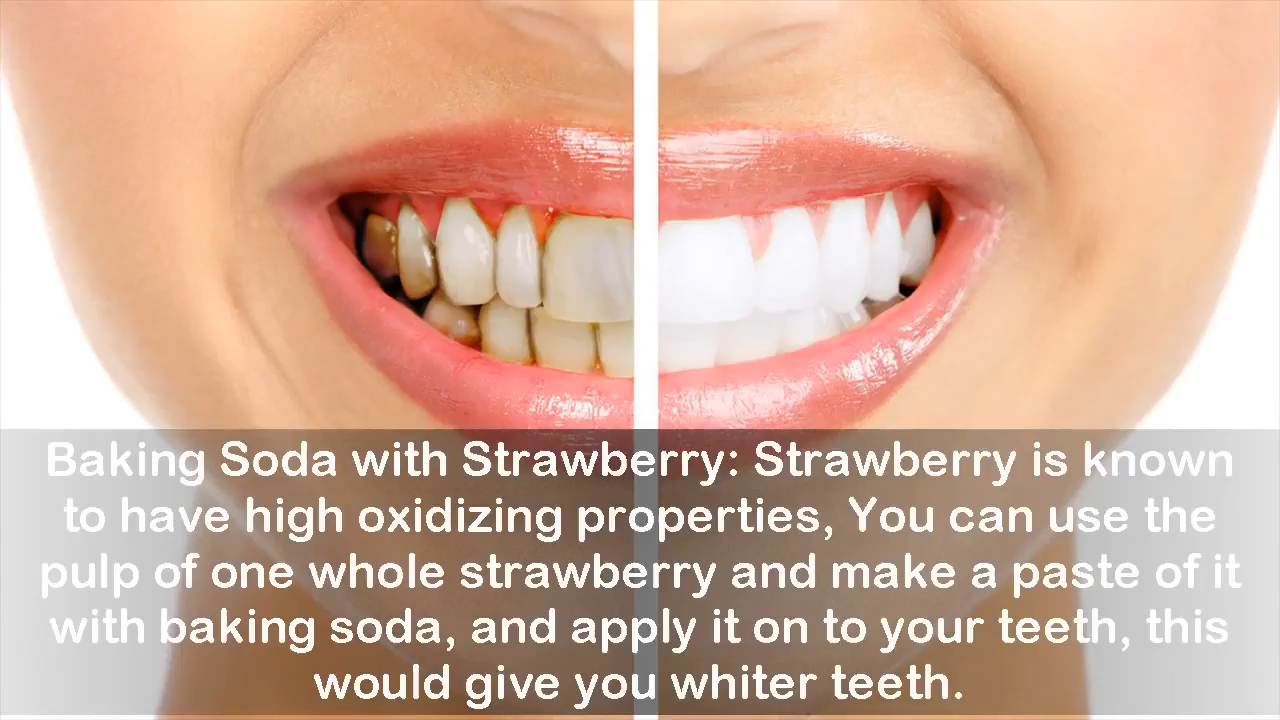 Baking Soda with Strawberry: Strawberry is known
to have high oxidizing properties, You can use the
pulp of one whole strawberry and make a paste of it
with baking soda, and apply it on to your teeth, this
would give you whiter teeth.